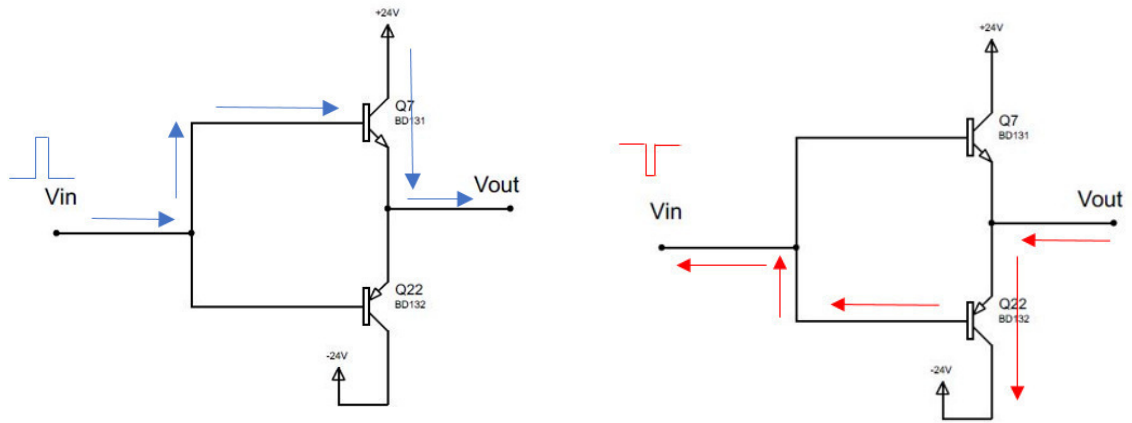 +24V
Q7
BD131
Vin
Vout
Q22
BD132
-24V
+24V
Q7
BD131
Vin
Vout
Q22
BD132
-24V